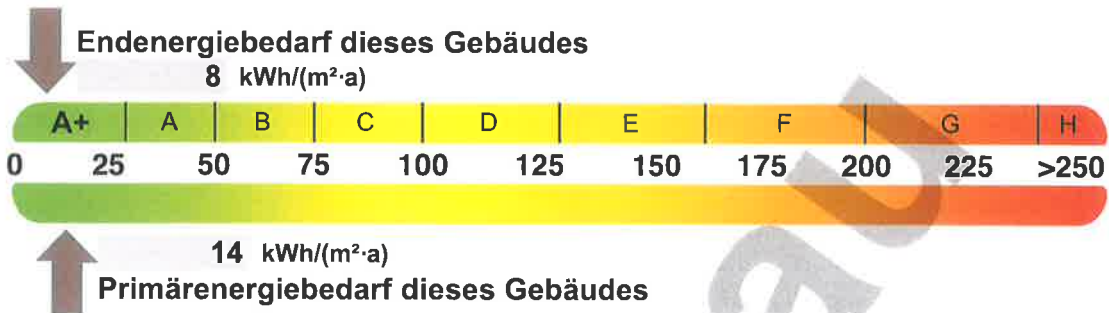 Endenergiebedarf dieses Gebäudes
8 kWh/(m²·a)
A+ A B C D E F G H
0 25 50 75 100 125 150 175 200 225 >250
14 kWh/(m²·a)
Primärenergiebedarf dieses Gebäudes
au